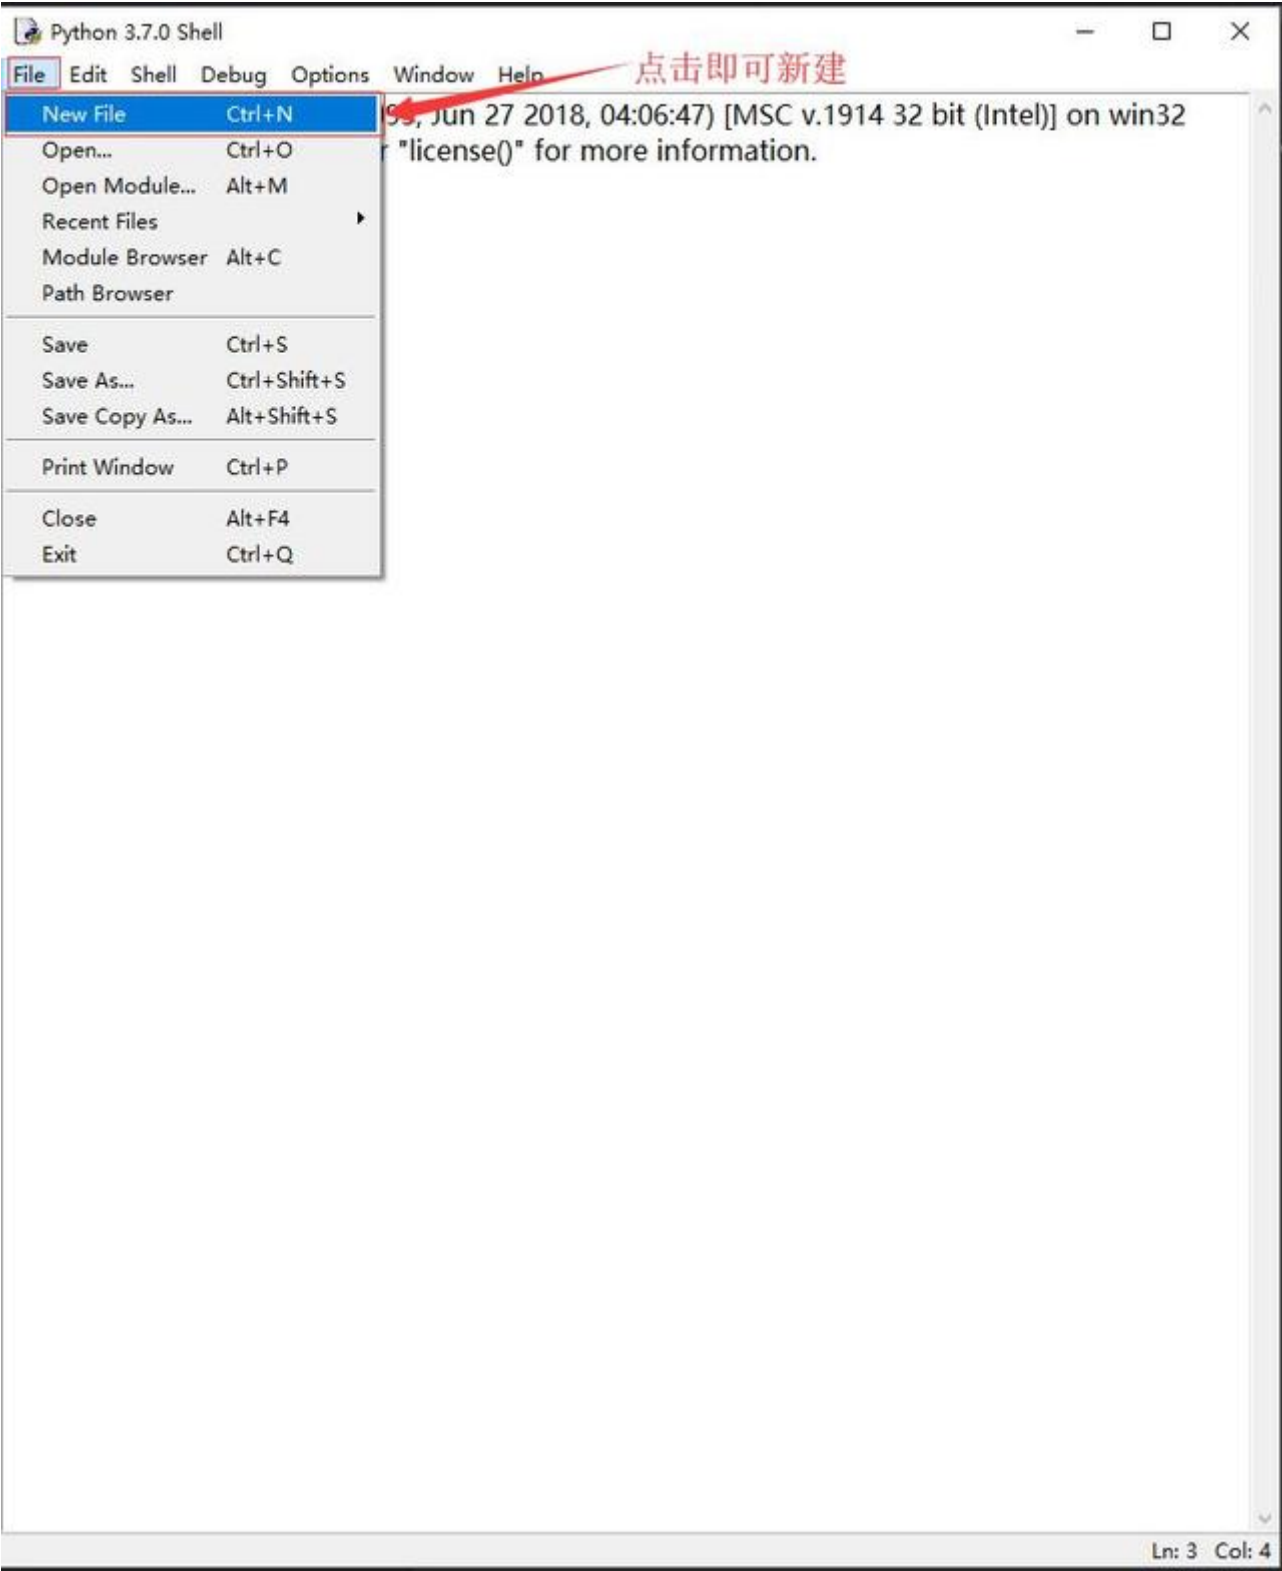 Python 3.7.0 Shell
File Edit Shell Debug Options Window Help
点击即可新建
New File Ctrl+N
Jun 27 2018, 04:06:47) [MSC v.1914 32 bit (Intel)] on win32
Open... Ctrl+O
"license()" for more information.
Open Module... Alt+M
Recent Files
Module Browser Alt+C
Path Browser
Save Ctrl+S
Save As... Ctrl+Shift+S
Save Copy As... Alt+Shift+S
Print Window Ctrl+P
Close Alt+F4
Exit Ctrl+Q
Ln: 3 Col: 4